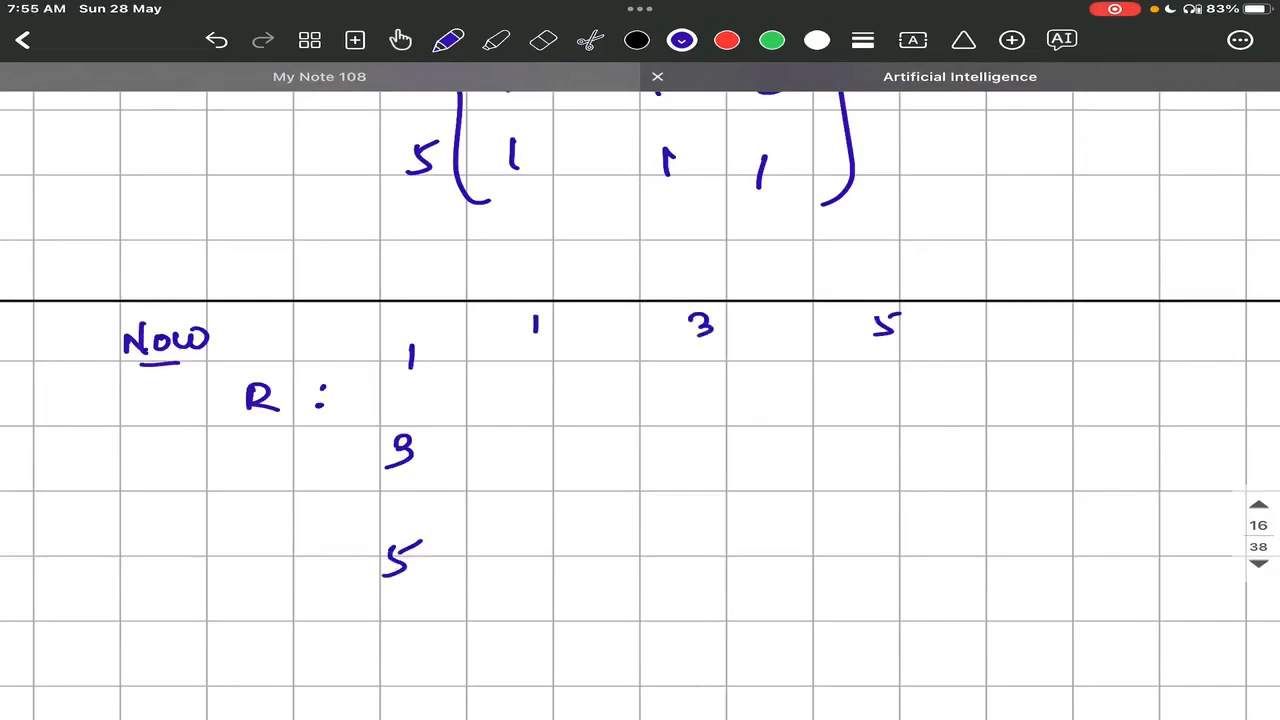 7:55 AM Sun 28 May
83%
A
AI
My Note 108
Artificial Intelligence
5 1 1 1
Now
1 3 5
1
R :
3
5
16
38